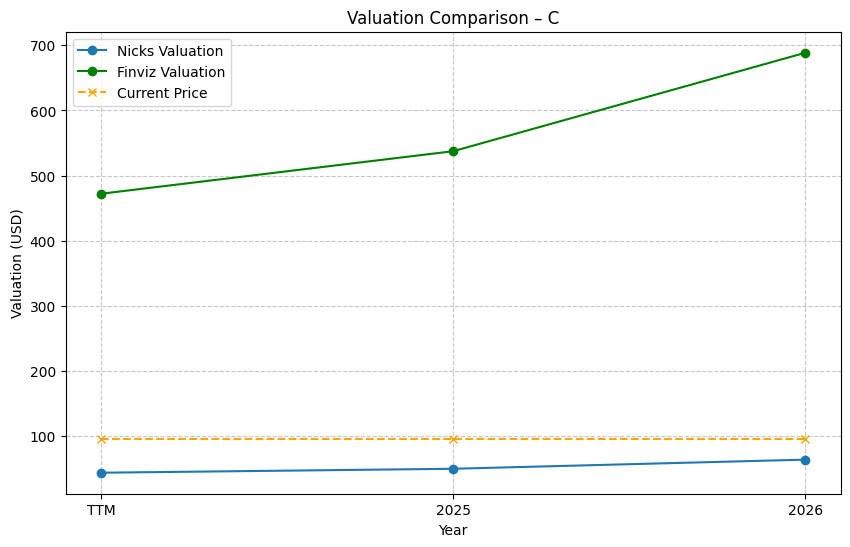 Valuation Comparison – C
Nicks Valuation
Finviz Valuation
Current Price
Valuation (USD)
700
600
500
400
300
200
100
TTM
2025
2026
Year